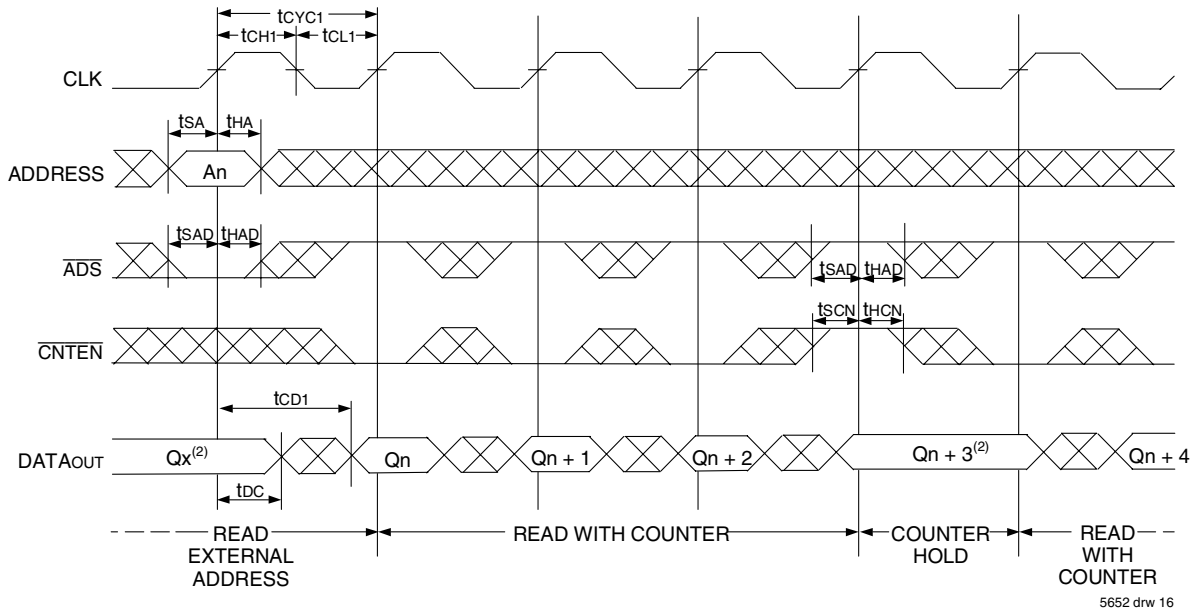 tCYC1
tCH1 tCL1
CLK
tSA tHA
ADDRESS An
tSAD tHAD
ADS
tSAD tHAD
tSCN tHCN
CNTEN
tCD1
DATAOUT Qx(2) Qn Qn + 1 Qn + 2 Qn + 3(2) Qn + 4
tDC
READ EXTERNAL ADDRESS
READ WITH COUNTER
COUNTER HOLD
READ WITH COUNTER
5652 drw 16